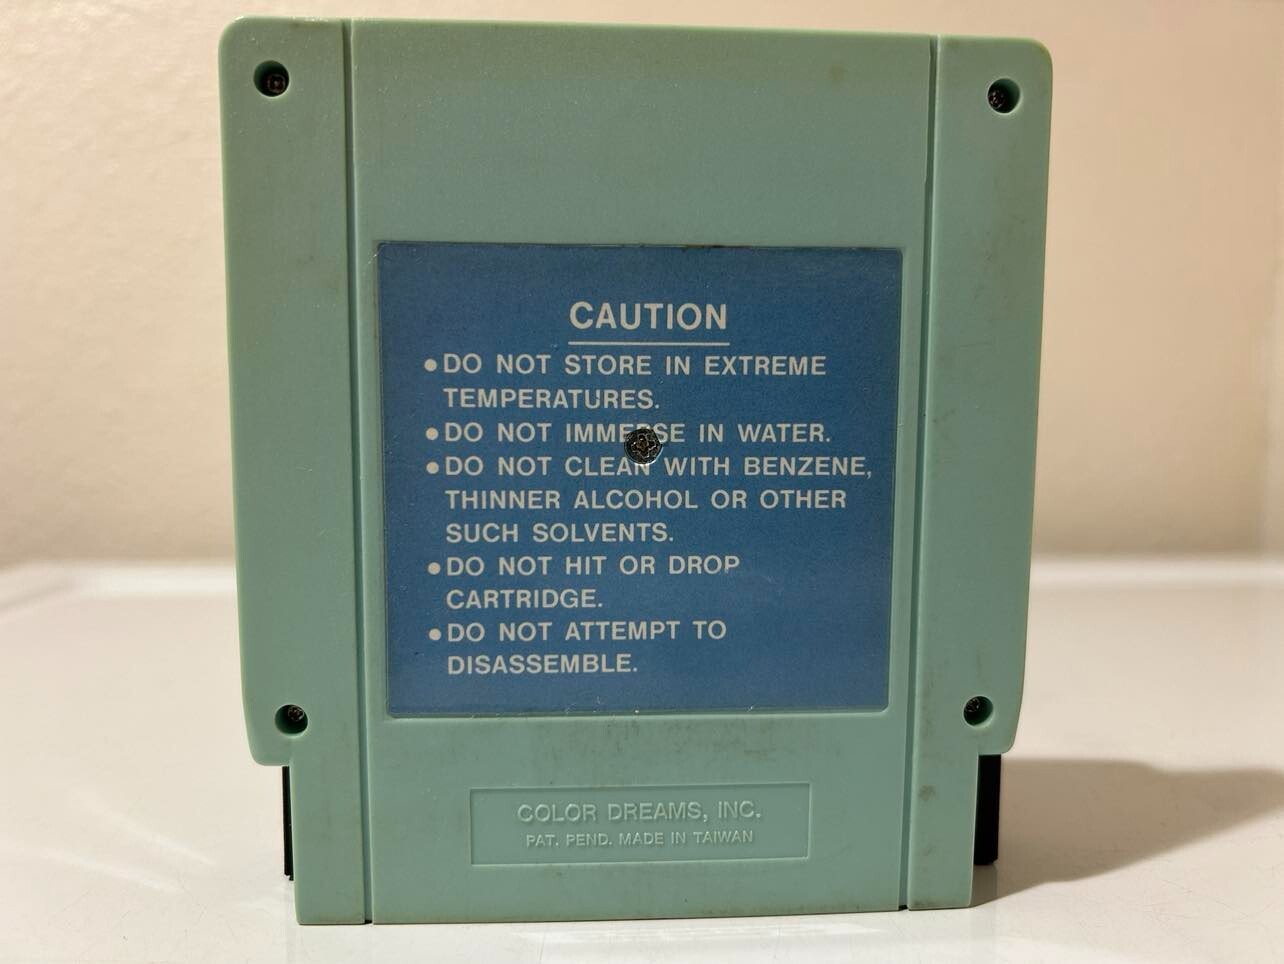 CAUTION
●DO NOT STORE IN EXTREME
TEMPERATURES.
●DO NOT IMMERSE IN WATER.
●DO NOT CLEAN WITH BENZENE,
THINNER ALCOHOL OR OTHER
SUCH SOLVENTS.
●DO NOT HIT OR DROP
CARTRIDGE.
●DO NOT ATTEMPT TO
DISASSEMBLE.
COLOR DREAMS, INC.
PAT. PEND. MADE IN TAIWAN